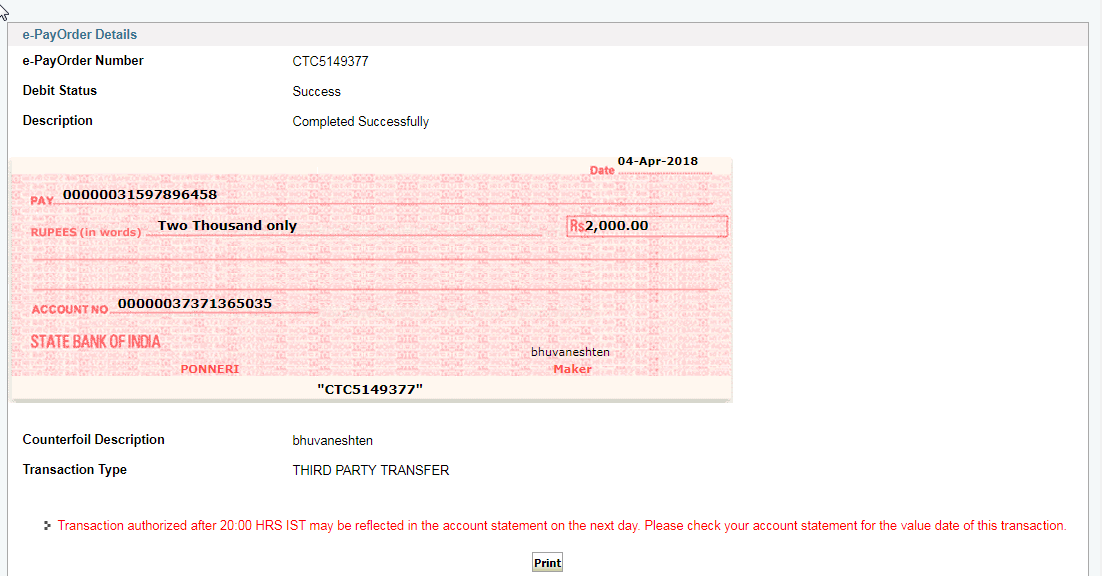 e-PayOrder Details
e-PayOrder Number CTC5149377
Debit Status Success
Description Completed Successfully
Date 04-Apr-2018
PAY 00000031597896458
RUPEES (in words) Two Thousand only Rs2,000.00
ACCOUNT NO 00000037371365035
STATE BANK OF INDIA
bhuvaneshten
PONNERI Maker
"CTC5149377"
Counterfoil Description bhuvaneshten
Transaction Type THIRD PARTY TRANSFER
Transaction authorized after 20:00 HRS IST may be reflected in the account statement on the next day. Please check your account statement for the value date of this transaction.
Print